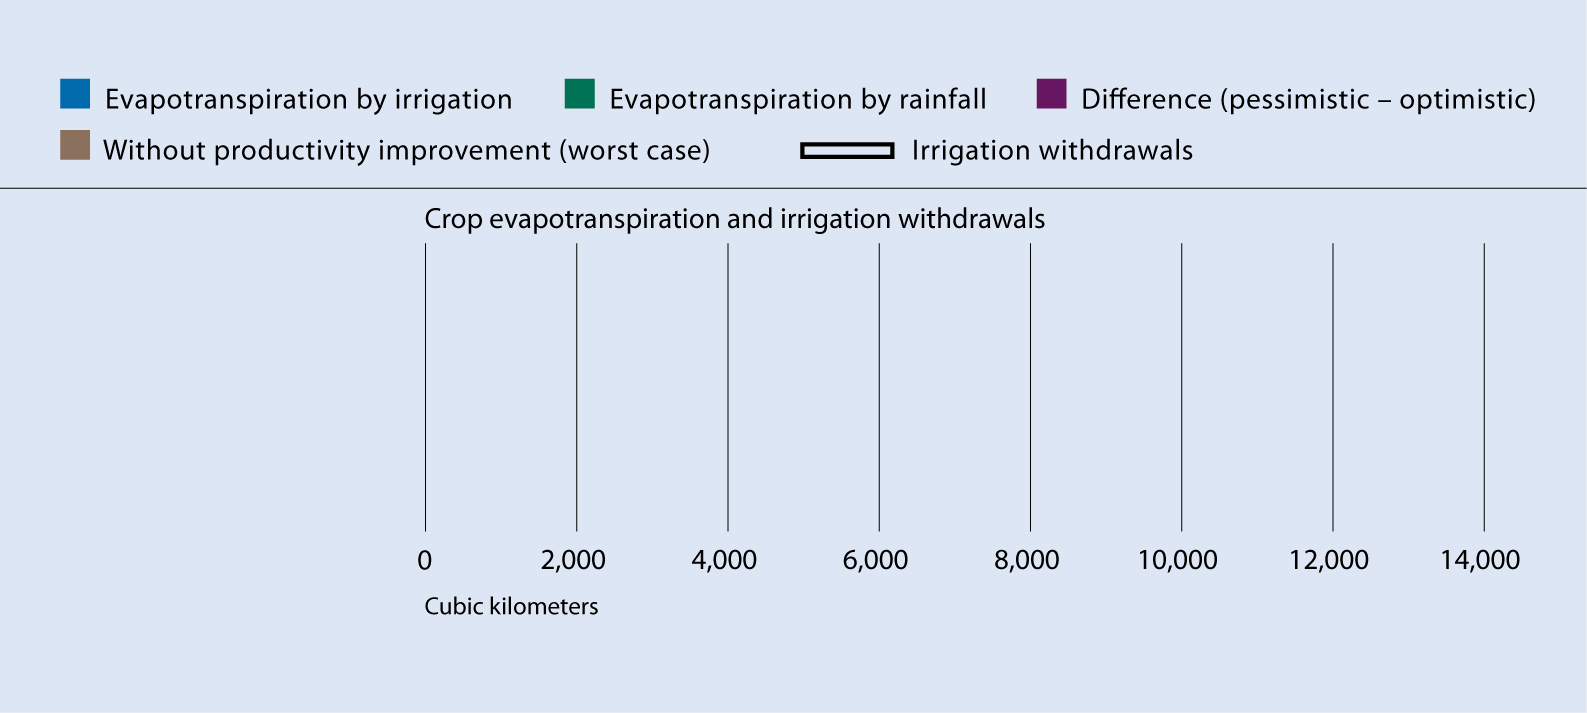 Evapotranspiration by irrigation Evapotranspiration by rainfall Difference (pessimistic – optimistic)
Without productivity improvement (worst case) Irrigation withdrawals
Crop evapotranspiration and irrigation withdrawals
0 2,000 4,000 6,000 8,000 10,000 12,000 14,000
Cubic kilometers